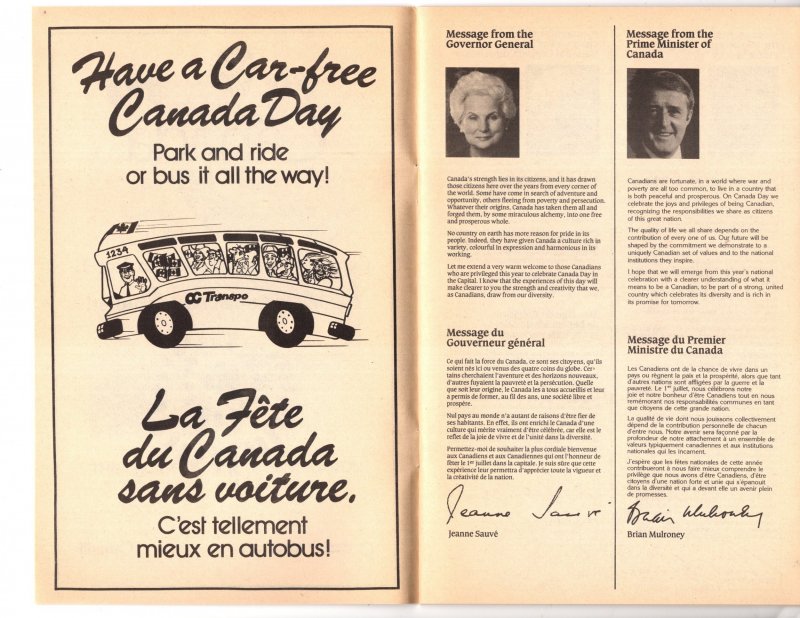 Have a Car-free
Canada Day
Park and ride
or bus it all the way!
1234
OC Transpo
La Fête
du Canada
sans voiture.
C'est tellement
mieux en autobus!
Message from the
Governor General
Canada's strength lies in its citizens, and it has drawn
those citizens here over the years from every corner of
the world. Some have come in search of adventure and
opportunity, others fleeing from poverty and persecution.
Whatever their origins, Canada has taken them all and
forged them, by some miraculous alchemy, into one free
and prosperous whole.
No country on earth has more reason for pride in its
people. Indeed, they have given Canada a culture rich in
variety, colourful in expression and harmonious in its
working.
Let me extend a very warm welcome to those Canadians
who are privileged this year to celebrate Canada Day in
the Capital. I know that the experiences of this day will
make clearer to you the strength and creativity that we,
as Canadians, draw from our diversity.
Message du
Gouverneur général
Ce qui fait la force du Canada, ce sont ses citoyens, qu'ils
soient nés ici ou venus des quatre coins du globe. Cer-
tains cherchaient l'aventure et des horizons nouveaux,
d'autres fuyaient la pauvreté et la persécution. Quelle
que soit leur origine, le Canada les a tous accueillis et leur
a permis de former, au fil des ans, une société libre et
prospère.
Nul pays au monde n'a autant de raisons d'être fier de
ses habitants. En effet, ils ont enrichi le Canada d'une
culture qui mérite vraiment d'être célébrée, car elle est le
reflet de la joie de vivre et de l'unité dans la diversité.
Permettez-moi de souhaiter la plus cordiale bienvenue
aux Canadiens et aux Canadiennes qui ont l'honneur de
fêter le 1er juillet dans la capitale. Je suis sûre que cette
expérience leur permettra d'apprécier toute la vigueur et
la créativité de la nation.
Jeanne Sauvé
Jeanne Sauvé
Message from the
Prime Minister of
Canada
Canadians are fortunate, in a world where war and
poverty are all too common, to live in a country that
is both peaceful and prosperous. On Canada Day we
celebrate the joys and privileges of being Canadian,
recognizing the responsibilities we share as citizens
of this great nation.
The quality of life we all share depends on the
contribution of every one of us. Our future will be
shaped by the commitment we demonstrate to a
uniquely Canadian set of values and to the national
institutions they inspire.
I hope that we will emerge from this year's national
celebration with a clearer understanding of what it
means to be a Canadian, to be part of a strong, united
country which celebrates its diversity and is rich in
its promise for tomorrow.
Message du Premier
Ministre du Canada
Les Canadiens ont de la chance de vivre dans un
pays où règnent la paix et la prospérité, alors que tant
d'autres nations sont affligées par la guerre et la
pauvreté. Le 1er juillet, nous célébrons notre
joie et notre bonheur d'être Canadiens tout en nous
remémorant nos responsabilités communes en tant
que citoyens de cette grande nation.
La qualité de vie dont nous jouissons collectivement
dépend de la contribution personnelle de chacun
d'entre nous. Notre avenir sera façonné par la
profondeur de notre attachement à un ensemble de
valeurs typiquement canadiennes et aux institutions
nationales qui les incarnent.
J'espère que les fêtes nationales de cette année
contribueront à nous faire mieux comprendre le
privilège que nous avons d'être Canadiens, d'être
citoyens d'une nation forte et unie qui s'épanouit
dans la diversité et qui a devant elle un avenir plein
de promesses.
Brian Mulroney
Brian Mulroney